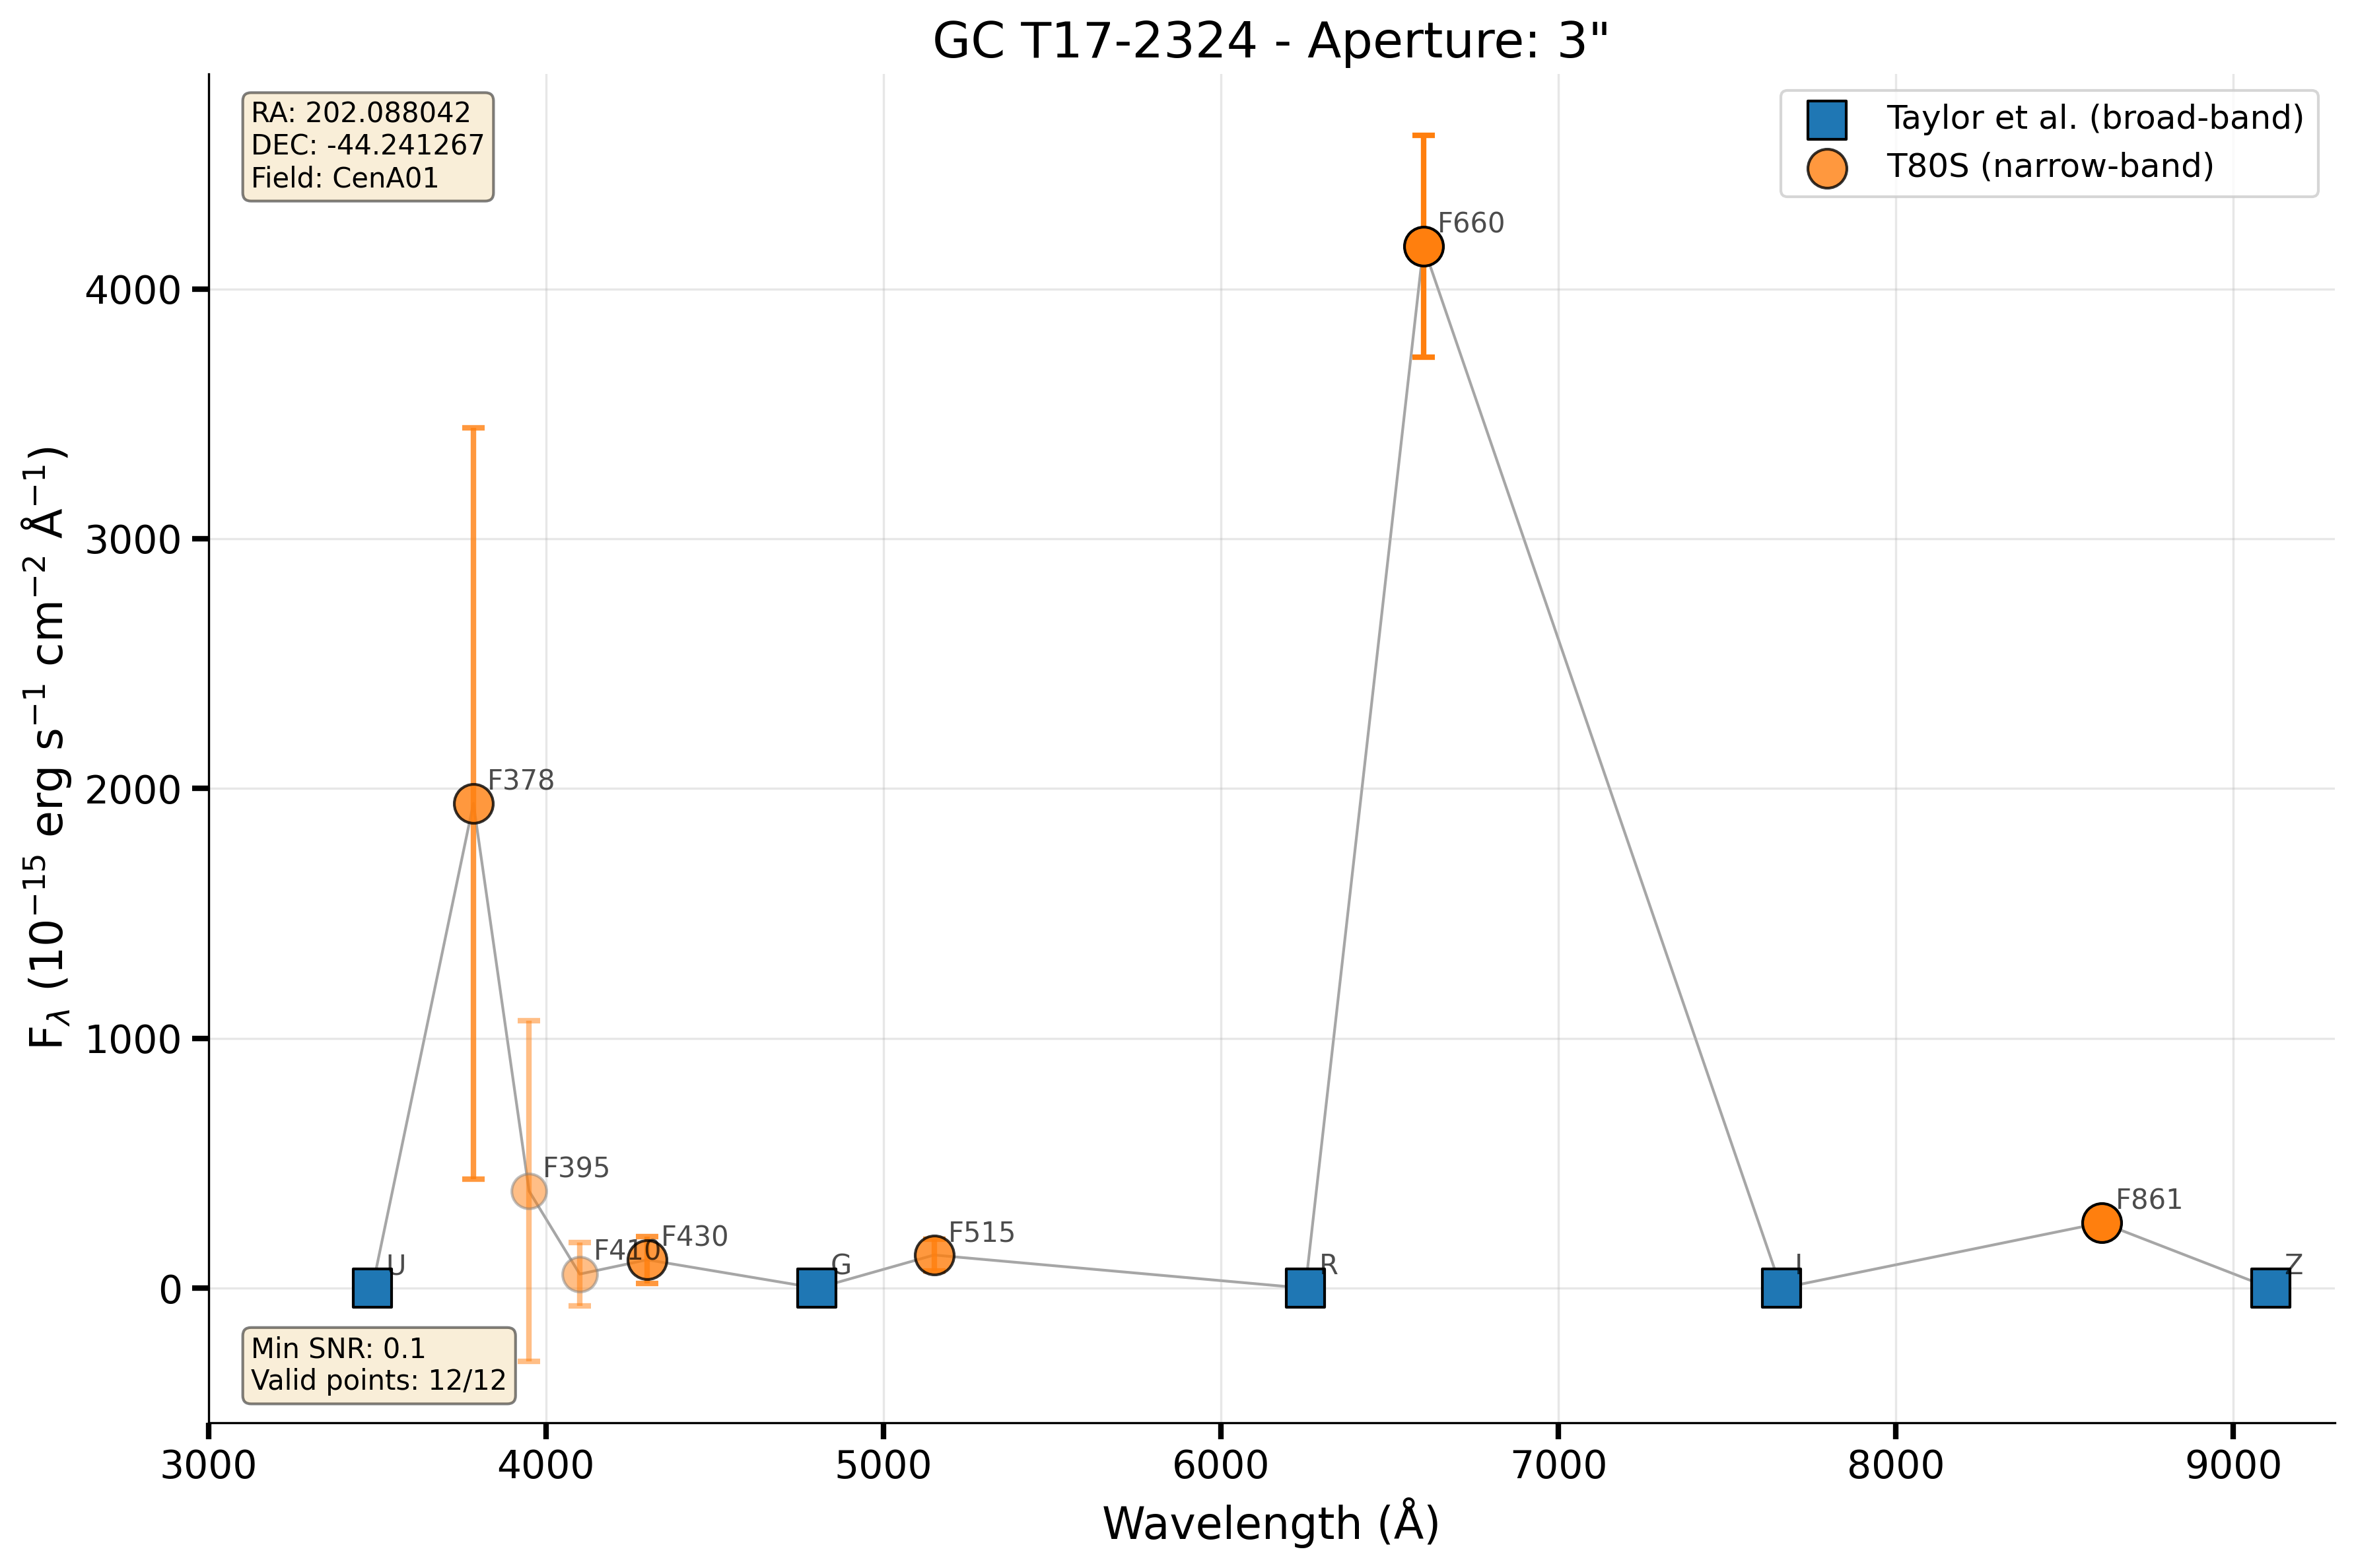 GC T17-2324 - Aperture: 3"
RA: 202.088042
DEC: -44.241267
Field: CenA01
Taylor et al. (broad-band)
T80S (narrow-band)
F660
F378
F395
F410
F430
F515
F861
U
G
R
I
Z
Min SNR: 0.1
Valid points: 12/12
4000
3000
2000
1000
0
F_λ (10⁻¹⁵ erg s⁻¹ cm⁻² Å⁻¹)
3000 4000 5000 6000 7000 8000 9000
Wavelength (Å)